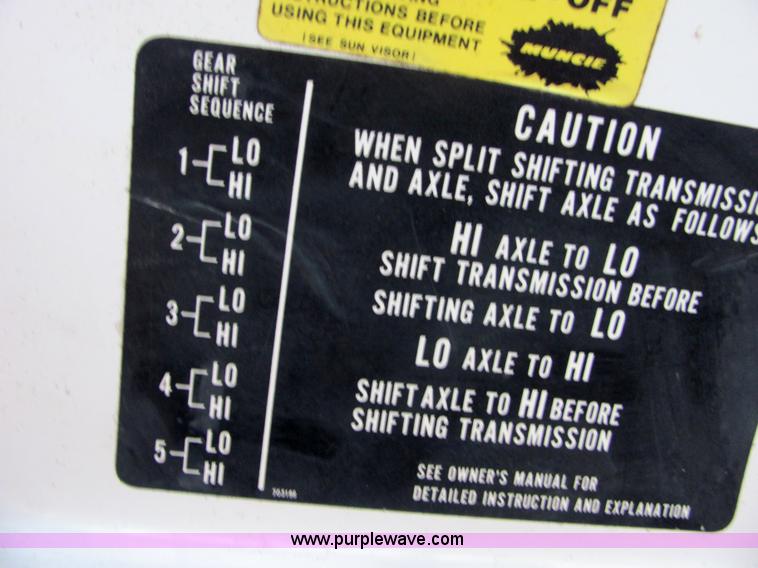 OFF
INSTRUCTIONS BEFORE
USING THIS EQUIPMENT
(SEE SUN VISOR)
MUNCIE
GEAR
SHIFT
SEQUENCE
1 LO
HI
2 LO
HI
3 LO
HI
4 LO
HI
5 LO
HI
CAUTION
WHEN SPLIT SHIFTING TRANSMISSI
AND AXLE, SHIFT AXLE AS FOLLOWS
HI AXLE TO LO
SHIFT TRANSMISSION BEFORE
SHIFTING AXLE TO LO
LO AXLE TO HI
SHIFT AXLE TO HI BEFORE
SHIFTING TRANSMISSION
SEE OWNER'S MANUAL FOR
DETAILED INSTRUCTION AND EXPLANATION
www.purplewave.com